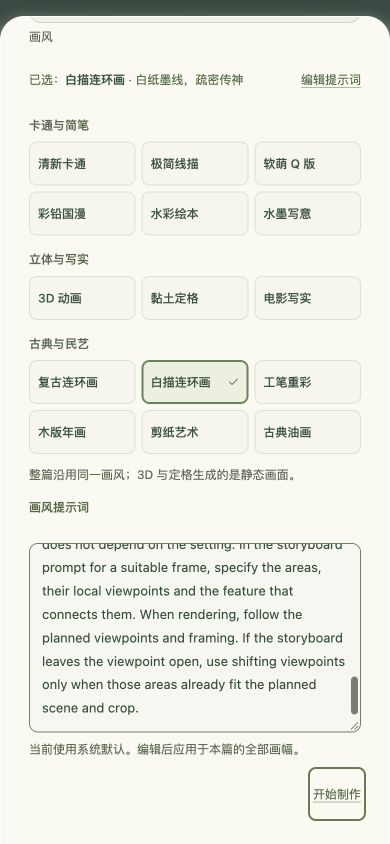 画风
已选：白描连环画 · 白纸墨线，疏密传神
编辑提示词
卡通与简笔
清新卡通
极简线描
软萌 Q 版
彩铅国漫
水彩绘本
水墨写意
立体与写实
3D 动画
黏土定格
电影写实
古典与民艺
复古连环画
白描连环画
工笔重彩
木版年画
剪纸艺术
古典油画
整篇沿用同一画风；3D 与定格生成的是静态画面。
画风提示词
does not depend on the setting. In the storyboard
prompt for a suitable frame, specify the areas,
their local viewpoints and the feature that
connects them. When rendering, follow the
planned viewpoints and framing. If the storyboard
leaves the viewpoint open, use shifting viewpoints
only when those areas already fit the planned
scene and crop.
当前使用系统默认。编辑后应用于本篇的全部画幅。
开始制作